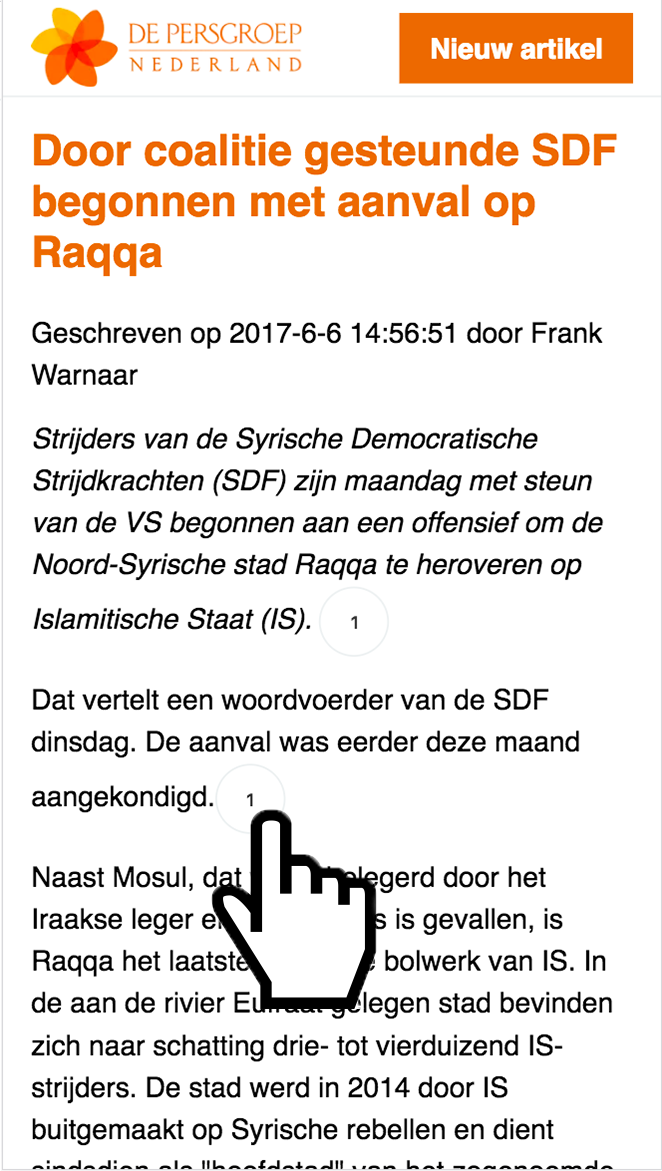 DE PERSGROEP
NEDERLAND
Nieuw artikel
Door coalitie gesteunde SDF
begonnen met aanval op
Raqqa
Geschreven op 2017-6-6 14:56:51 door Frank
Warnaar
Strijders van de Syrische Democratische
Strijdkrachten (SDF) zijn maandag met steun
van de VS begonnen aan een offensief om de
Noord-Syrische stad Raqqa te heroveren op
Islamitische Staat (IS). 1
Dat vertelt een woordvoerder van de SDF
dinsdag. De aanval was eerder deze maand
aangekondigd. 1
Naast Mosul, dat belegerd door het
Iraakse leger is gevallen, is
Raqqa het laatste bolwerk van IS. In
de aan de rivier Eufraat gelegen stad bevinden
zich naar schatting drie- tot vierduizend IS-
strijders. De stad werd in 2014 door IS
buitgemaakt op Syrische rebellen en dient
sindsdien als "hoofdstad" van het zogenoemde